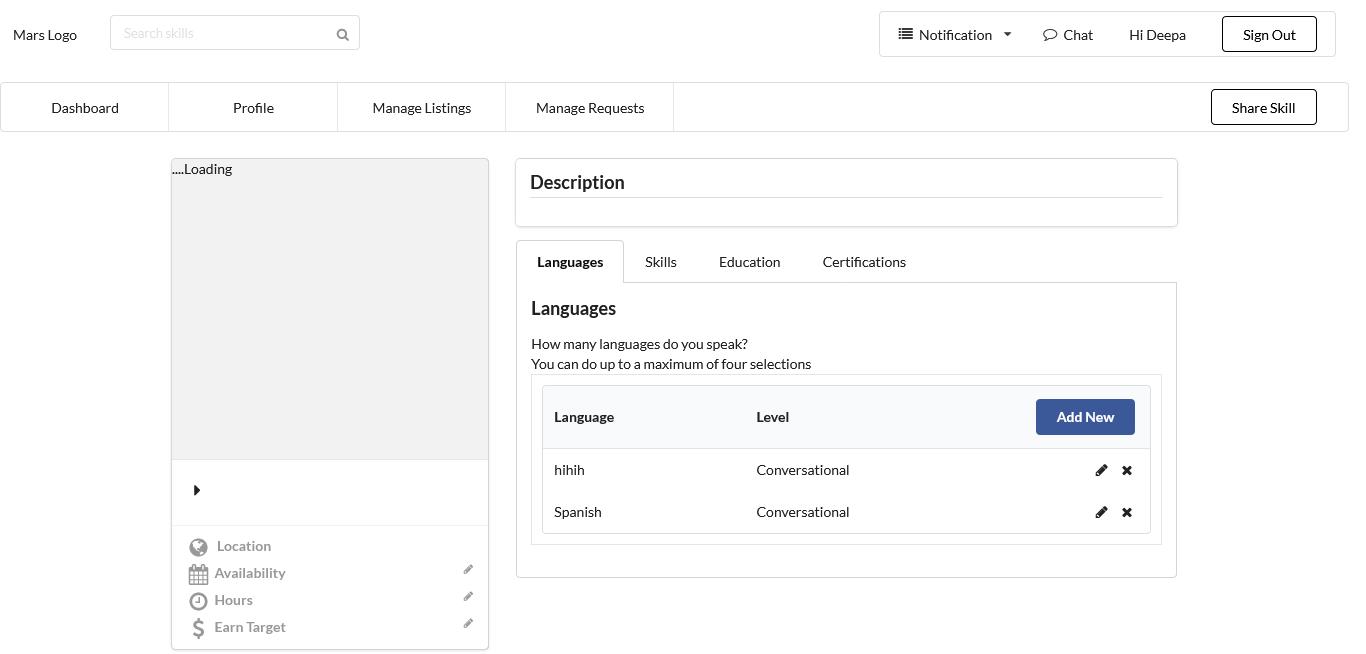 Mars Logo
Search skills
Notification
Chat
Hi Deepa
Sign Out
Dashboard
Profile
Manage Listings
Manage Requests
Share Skill
....Loading
Location
Availability
Hours
Earn Target
Description
Languages
Skills
Education
Certifications
Languages
How many languages do you speak?
You can do up to a maximum of four selections
Language
Level
Add New
hihih
Conversational
Spanish
Conversational